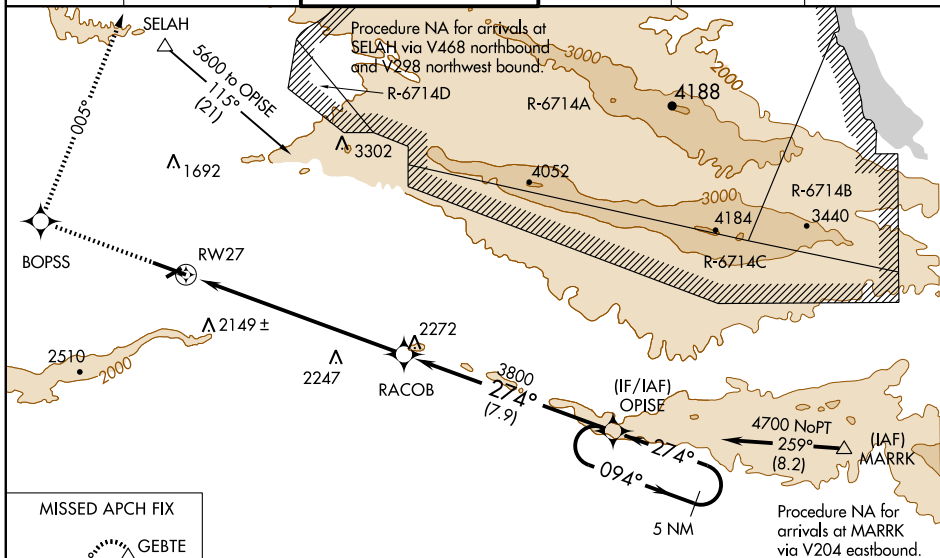 SELAH
Procedure NA for arrivals at
SELAH via V468 northbound
and V298 northwest bound.
5600 to OPISE
115°
(21)
005°
R-6714D
R-6714A
3000
2000
4188
3302
1692
4052
3000
R-6714B
4184
3440
R-6714C
BOPSS
RW27
2149 ±
2272
2510
2000
2247
RACOB
3800
274°
(7.9)
(IF/IAF)
OPISE
4700 NoPT
259°
(8.2)
(IAF)
MARRK
274°
094°
5 NM
MISSED APCH FIX
GEBTE
Procedure NA for
arrivals at MARRK
via V204 eastbound.